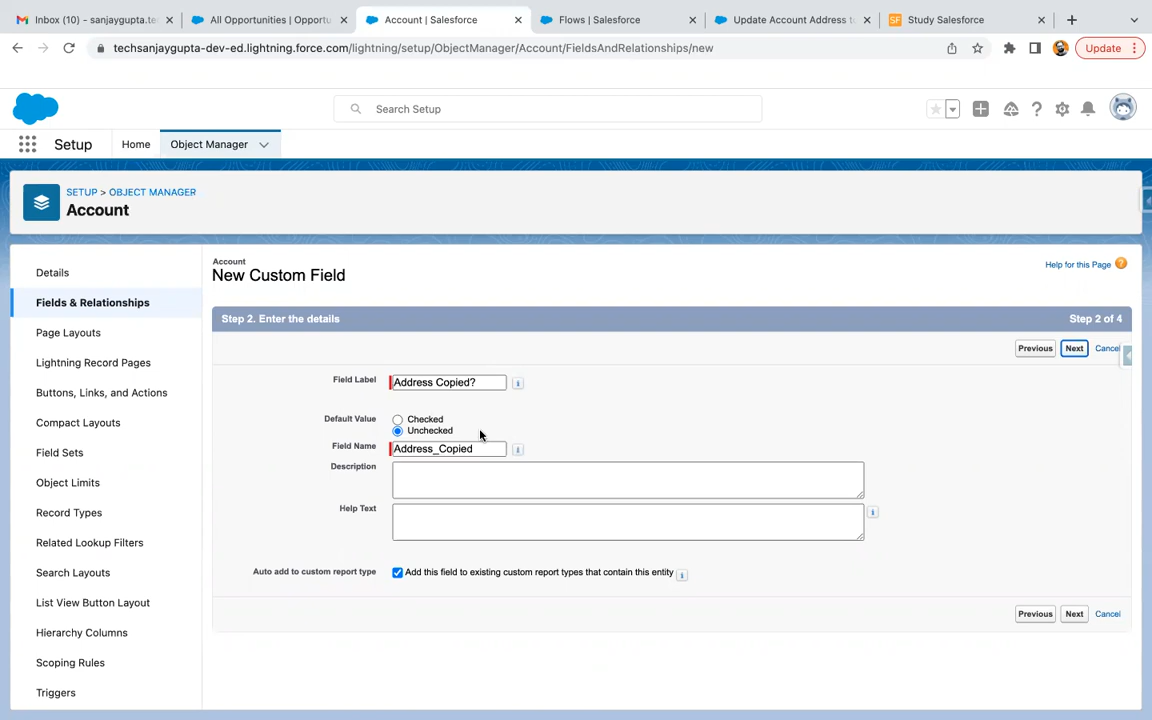 Inbox (10) - sanjaygupta.te
All Opportunities | Opportu
Account | Salesforce
Flows | Salesforce
Update Account Address to
SF Study Salesforce
techsanjaygupta-dev-ed.lightning.force.com/lightning/setup/ObjectManager/Account/FieldsAndRelationships/new
Update
Search Setup
Setup
Home
Object Manager
SETUP > OBJECT MANAGER
Account
Details
Fields & Relationships
Page Layouts
Lightning Record Pages
Buttons, Links, and Actions
Compact Layouts
Field Sets
Object Limits
Record Types
Related Lookup Filters
Search Layouts
List View Button Layout
Hierarchy Columns
Scoping Rules
Triggers
Account
New Custom Field
Help for this Page ?
Step 2. Enter the details
Step 2 of 4
Previous Next Cancel
Field Label Address Copied? i
Default Value Checked
Unchecked
Field Name Address_Copied i
Description
Help Text i
Auto add to custom report type Add this field to existing custom report types that contain this entity i
Previous Next Cancel